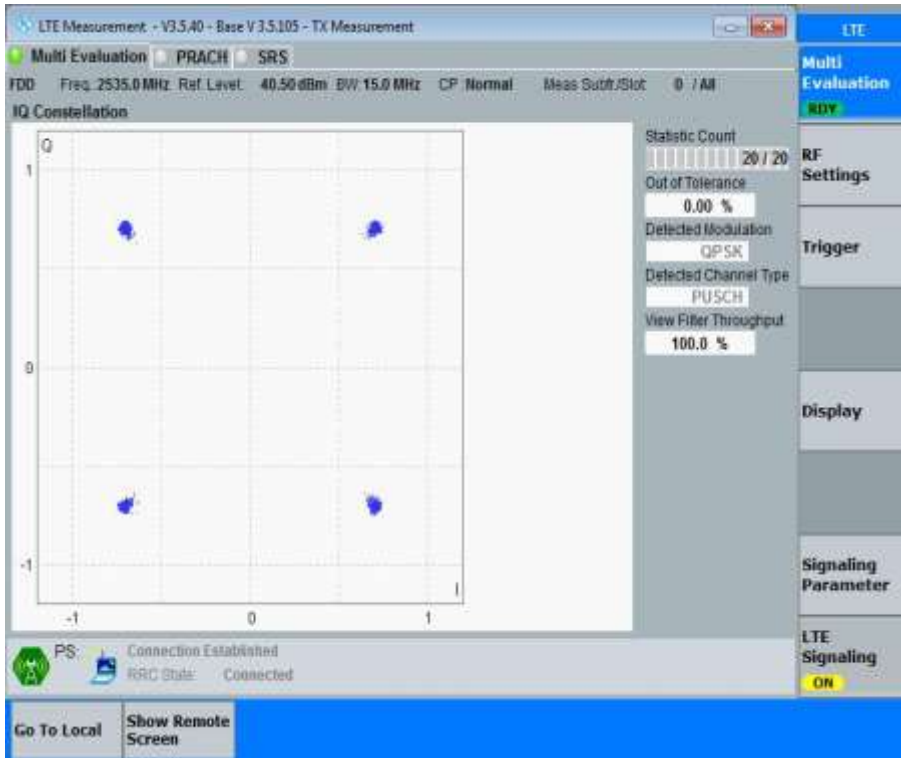 LTE Measurement - V3.5.40 - Base V 3.5.105 - TX Measurement
LTE
Multi Evaluation PRACH SRS
Multi
Evaluation
RDY
FDD Freq.:2535.0 MHz Ref. Level: 40.50 dBm BW:15.0 MHz CP:Normal Meas Subfr./Slot: 0 / All
IQ Constellation
Q
1
0
-1
-1 0 1
I
Statistic Count
20 / 20
Out of Tolerance
0.00 %
Detected Modulation
QPSK
Detected Channel Type
PUSCH
View Filter Throughput
100.0 %
RF
Settings
Trigger
Display
Signaling
Parameter
LTE
Signaling
ON
PS: Connection Established
RRC State: Connected
Go To Local
Show Remote
Screen